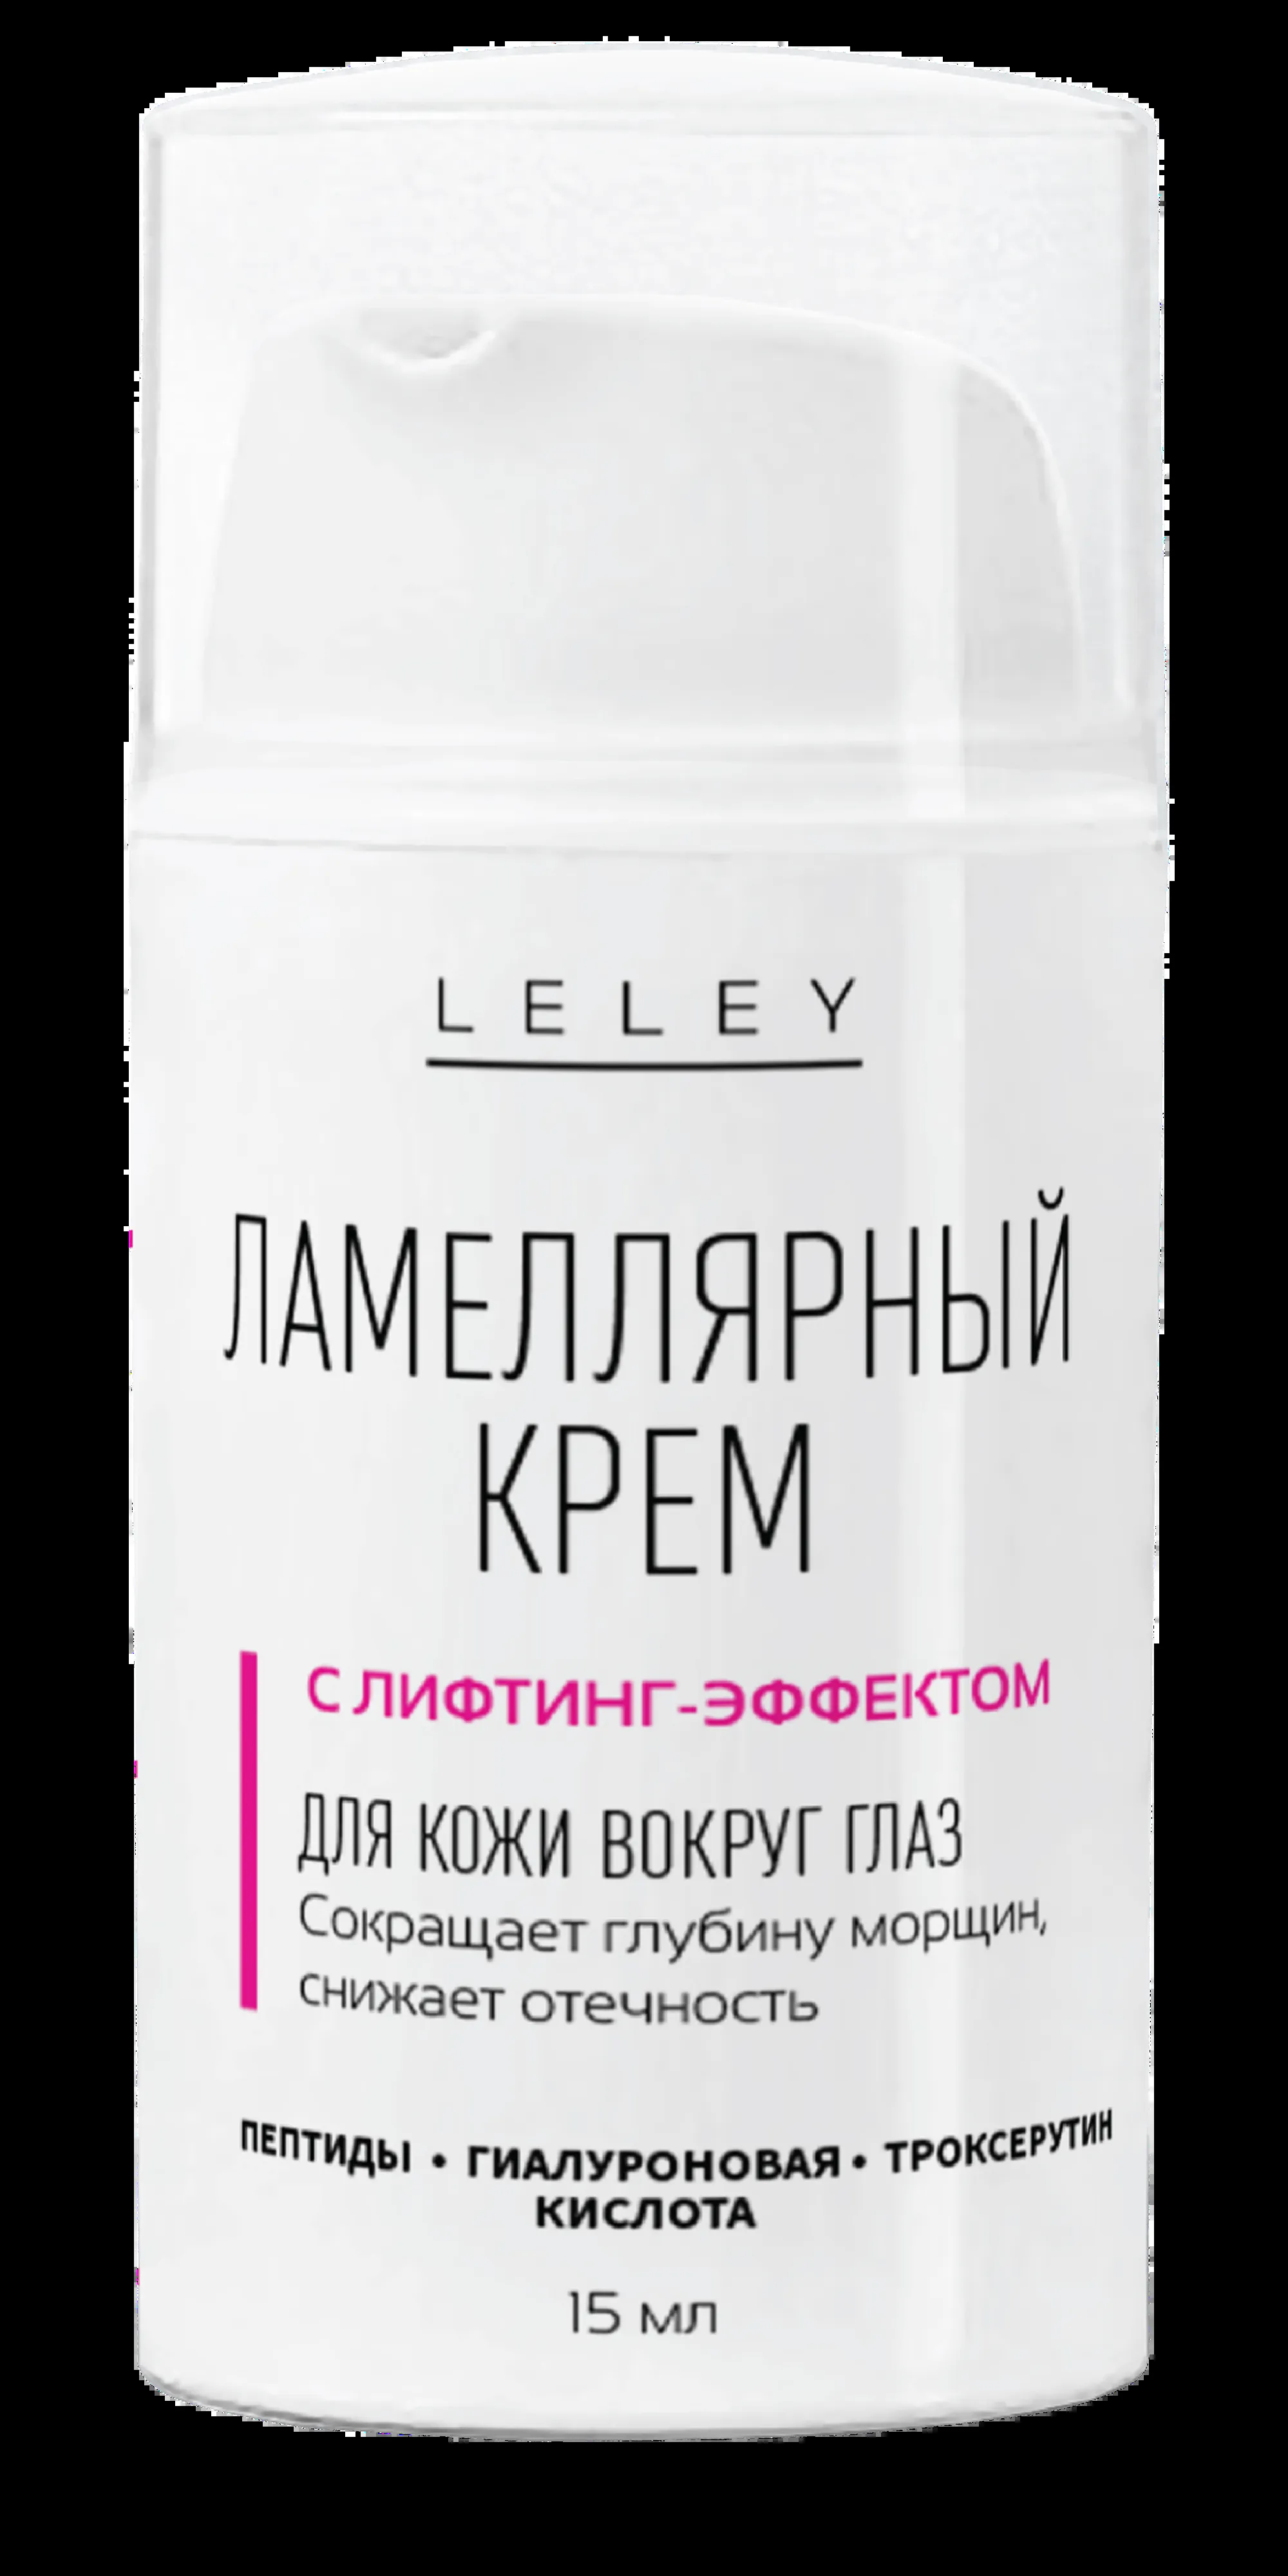 LELEY
ЛАМЕЛЛЯРНЫЙ
КРЕМ
С ЛИФТИНГ-ЭФФЕКТОМ
ДЛЯ КОЖИ ВОКРУГ ГЛАЗ
Сокращает глубину морщин,
снижает отечность
ПЕПТИДЫ • ГИАЛУРОНОВАЯ • ТРОКСЕРУТИН
КИСЛОТА
15 мл